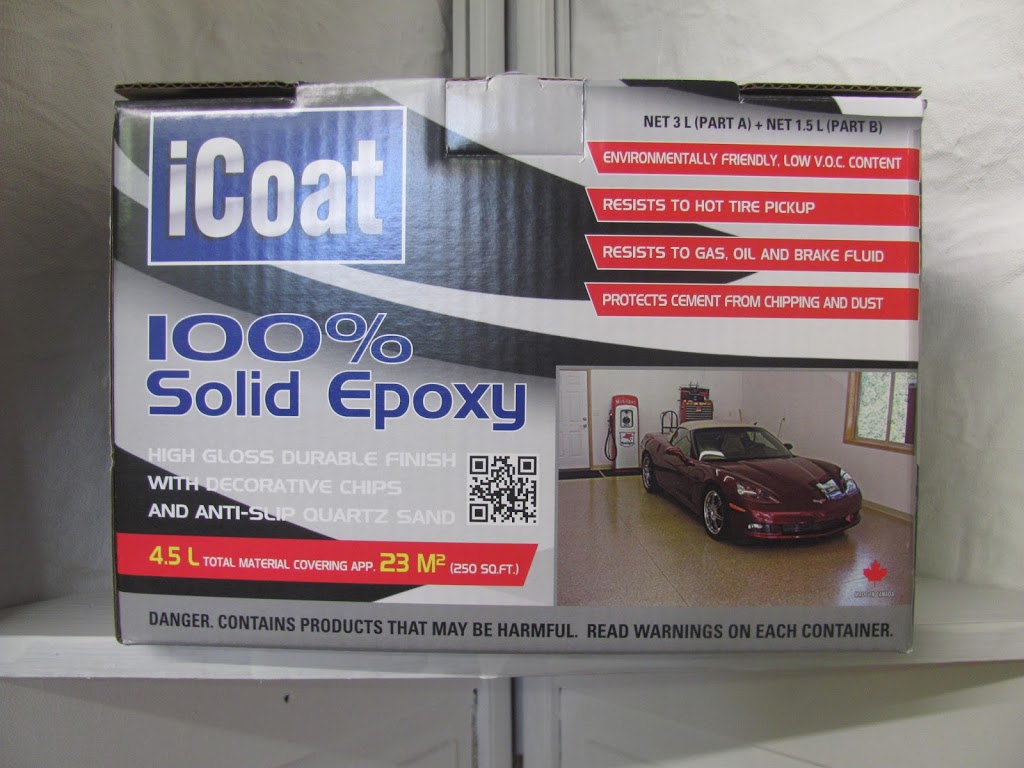 iCoat
NET 3 L (PART A) + NET 1.5 L (PART B)
ENVIRONMENTALLY FRIENDLY, LOW V.O.C. CONTENT
RESISTS TO HOT TIRE PICKUP
RESISTS TO GAS, OIL AND BRAKE FLUID
PROTECTS CEMENT FROM CHIPPING AND DUST
100%
Solid Epoxy
HIGH GLOSS DURABLE FINISH
WITH DECORATIVE CHIPS
AND ANTI-SLIP QUARTZ SAND
4.5 L TOTAL MATERIAL COVERING APP. 23 M² (250 SQ.FT.)
MADE IN CANADA
DANGER. CONTAINS PRODUCTS THAT MAY BE HARMFUL. READ WARNINGS ON EACH CONTAINER.